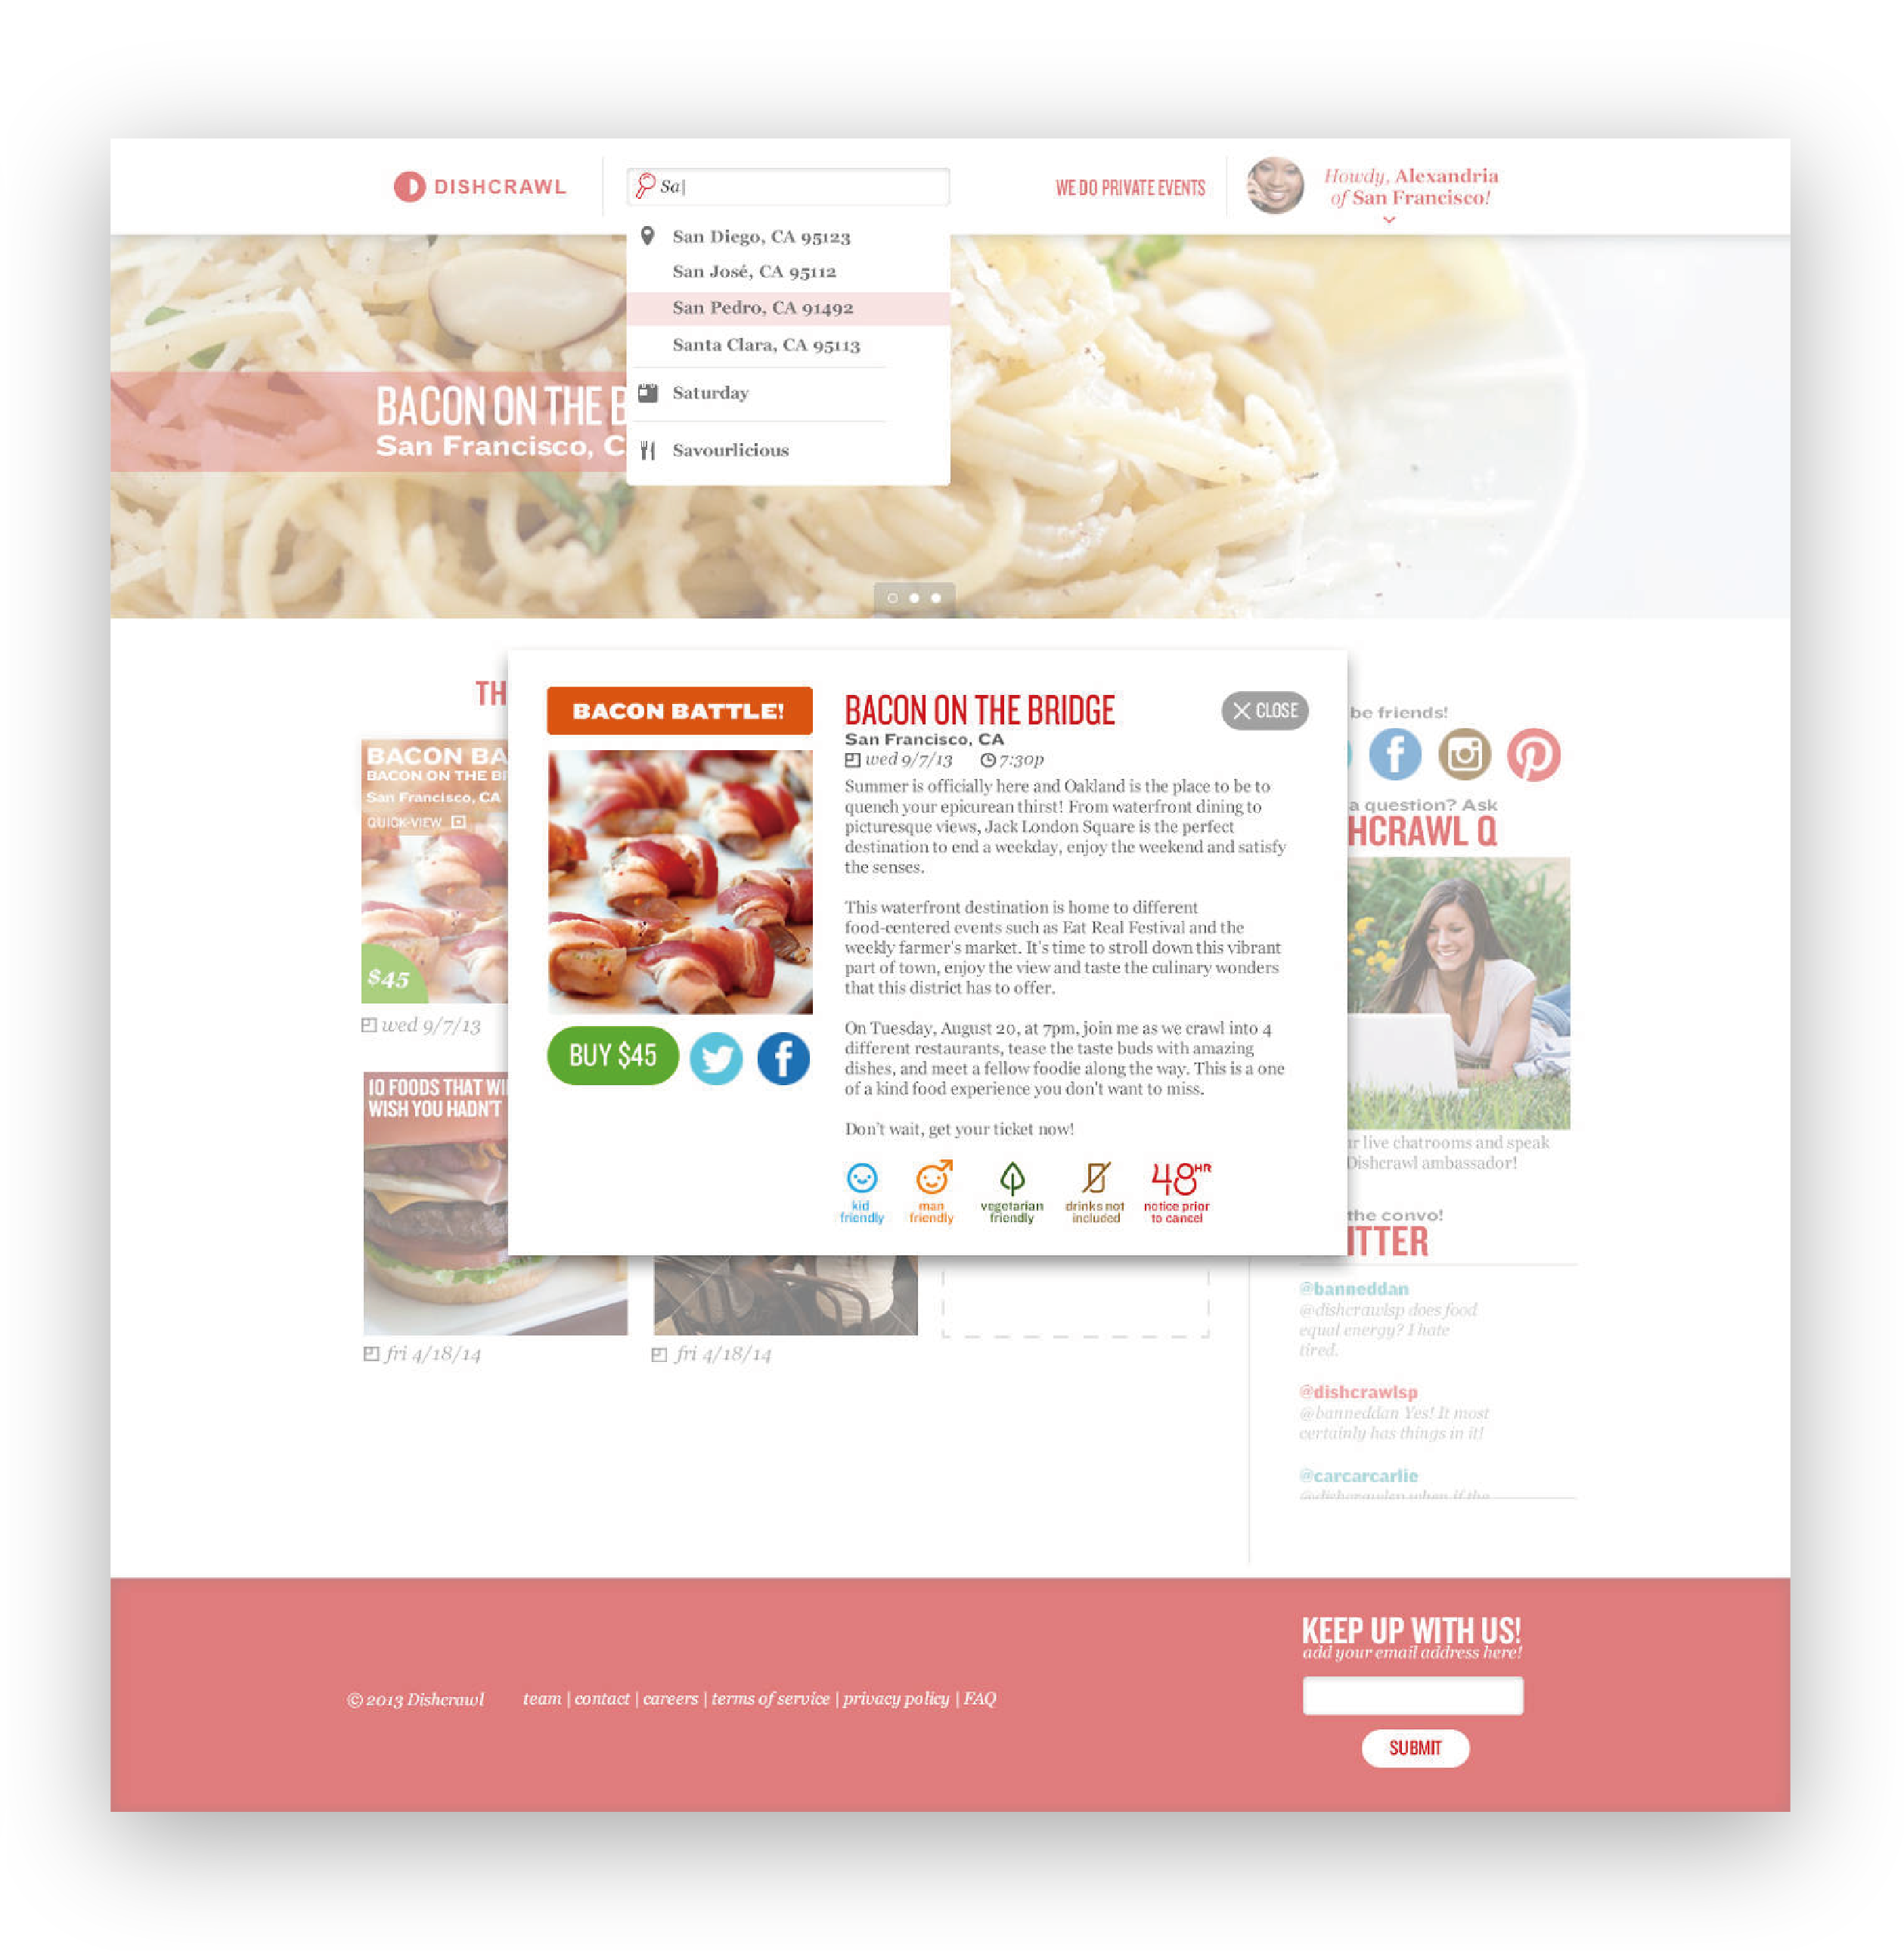 DISHCRAWL
Sa
WE DO PRIVATE EVENTS
Howdy, Alexandria
of San Francisco!
San Diego, CA 95123
San José, CA 95112
San Pedro, CA 91492
Santa Clara, CA 95113
Saturday
Savourlicious
BACON ON THE B
San Francisco, C
TH
BACON BA
BACON ON THE BI
San Francisco, CA
QUICK-VIEW
$45
wed 9/7/13
10 FOODS THAT WI
WISH YOU HADN'T
fri 4/18/14
fri 4/18/14
BACON BATTLE!
BUY $45
BACON ON THE BRIDGE
CLOSE
San Francisco, CA
wed 9/7/13 7:30p
Summer is officially here and Oakland is the place to be to
quench your epicurean thirst! From waterfront dining to
picturesque views, Jack London Square is the perfect
destination to end a weekday, enjoy the weekend and satisfy
the senses.
This waterfront destination is home to different
food-centered events such as Eat Real Festival and the
weekly farmer's market. It's time to stroll down this vibrant
part of town, enjoy the view and taste the culinary wonders
that this district has to offer.
On Tuesday, August 20, at 7pm, join me as we crawl into 4
different restaurants, tease the taste buds with amazing
dishes, and meet a fellow foodie along the way. This is a one
of a kind food experience you don't want to miss.
Don't wait, get your ticket now!
kid
friendly
man
friendly
vegetarian
friendly
drinks not
included
48HR
notice prior
to cancel
be friends!
a question? Ask
HCRAWL Q
r live chatrooms and speak
Dishcrawl ambassador!
the convo!
ITTER
@banneddan
@dishcrawlsp does food
equal energy? I hate
tired.
@dishcrawlsp
@banneddan Yes! It most
certainly has things in it!
@carcarcarlie
@dishcrawlsp when if the
© 2013 Dishcrawl
team | contact | careers | terms of service | privacy policy | FAQ
KEEP UP WITH US!
add your email address here!
SUBMIT